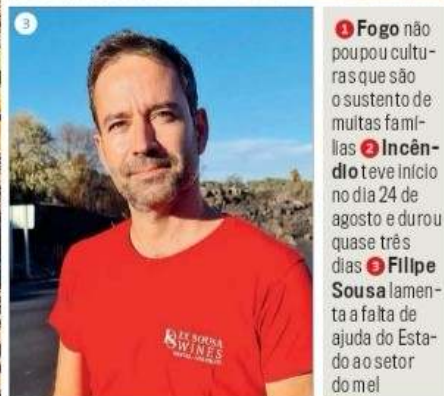 3
1 Fogo não
poupou cultu-
ras que são
o sustento de
muitas famí-
lias 2 Incên-
dio teve início
no dia 24 de
agosto e durou
quase três
dias 3 Filipe
Sousa lamen-
ta a falta de
ajuda do Esta-
do ao setor
do mel
SOUSA
WINES